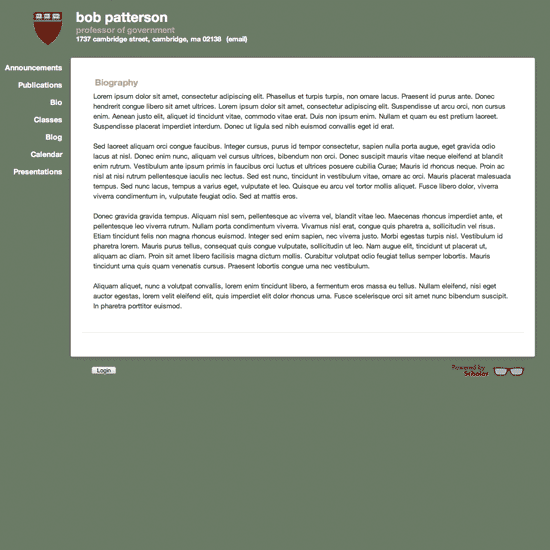 bob patterson
professor of government
1737 cambridge street, cambridge, ma 02138 (email)
Announcements
Publications
Bio
Classes
Blog
Calendar
Presentations
Biography
Lorem ipsum dolor sit amet, consectetur adipiscing elit. Phasellus et turpis turpis, non ornare lacus. Praesent id purus ante. Donec
hendrerit congue libero sit amet ultrices. Lorem ipsum dolor sit amet, consectetur adipiscing elit. Suspendisse ut arcu orci, non cursus
enim. Aenean justo elit, aliquet id tincidunt vitae, commodo vitae erat. Duis non ipsum enim. Nullam et quam eu est pretium laoreet.
Suspendisse placerat imperdiet interdum. Donec ut ligula sed nibh euismod convallis eget id erat.
Sed laoreet aliquam orci congue faucibus. Integer cursus, purus id tempor consectetur, sapien nulla porta augue, eget gravida odio
lacus at nisl. Donec enim nunc, aliquam vel cursus ultrices, bibendum non orci. Donec suscipit mauris vitae neque eleifend at blandit
enim rutrum. Vestibulum ante ipsum primis in faucibus orci luctus et ultrices posuere cubilia Curae; Mauris id rhoncus neque. Proin ac
nisl at nisi rutrum pellentesque iaculis nec lectus. Sed est nunc, tincidunt in vestibulum vitae, ornare ac orci. Mauris placerat malesuada
tempus. Sed nunc lacus, tempus a varius eget, vulputate et leo. Quisque eu arcu vel tortor mollis aliquet. Fusce libero dolor, viverra
viverra condimentum in, vulputate feugiat odio. Sed at mattis eros.
Donec gravida gravida tempus. Aliquam nisl sem, pellentesque ac viverra vel, blandit vitae leo. Maecenas rhoncus imperdiet ante, et
pellentesque leo viverra rutrum. Nullam porta condimentum viverra. Vivamus nisl erat, congue quis pharetra a, sollicitudin vel risus.
Etiam tincidunt felis non magna rhoncus euismod. Integer sed enim sapien, nec viverra justo. Morbi egestas turpis nisl. Vestibulum id
pharetra lorem. Mauris purus tellus, consequat quis congue vulputate, sollicitudin ut leo. Nam augue elit, tincidunt ut placerat ut,
aliquam ac diam. Proin sit amet libero facilisis magna dictum mollis. Curabitur volutpat odio feugiat tellus semper lobortis. Mauris
tincidunt urna quis quam venenatis cursus. Praesent lobortis congue urna nec vestibulum.
Aliquam aliquet, nunc a volutpat convallis, lorem enim tincidunt libero, a fermentum eros massa eu tellus. Nullam eleifend, nisi eget
auctor egestas, lorem velit eleifend elit, quis imperdiet elit dolor rhoncus urna. Fusce scelerisque orci sit amet nunc bibendum suscipit.
In pharetra porttitor euismod.
Login
Powered by
Scholar